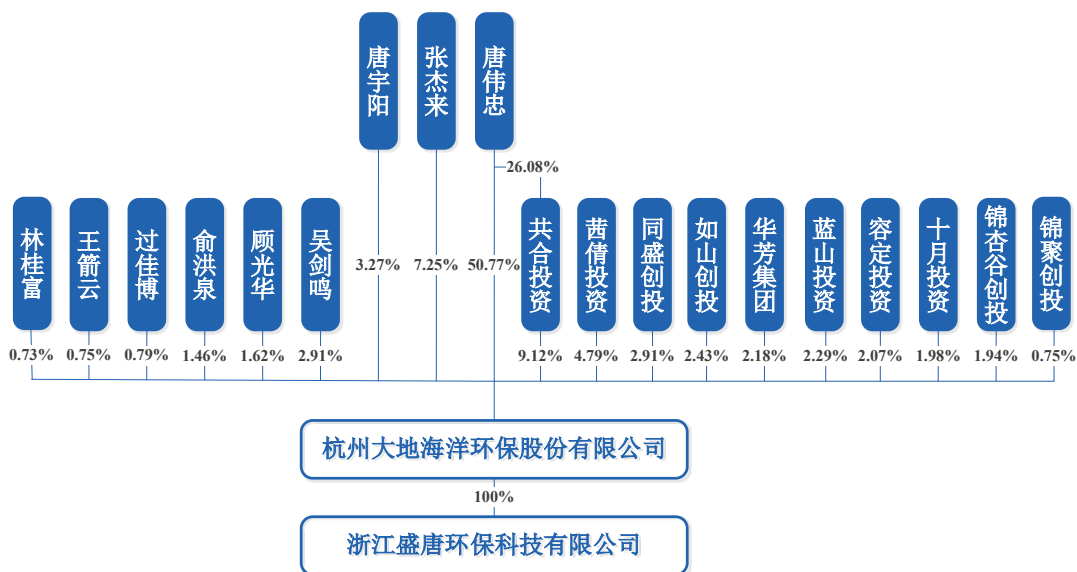 唐宇阳
张杰来
唐伟忠
26.08%
林桂富
王箭云
过佳博
俞洪泉
顾光华
吴剑鸣
3.27%
7.25%
50.77%
共合投资
茜倩投资
同盛创投
如山创投
华芳集团
蓝山投资
容定投资
十月投资
锦杏谷创投
锦聚创投
0.73%
0.75%
0.79%
1.46%
1.62%
2.91%
9.12%
4.79%
2.91%
2.43%
2.18%
2.29%
2.07%
1.98%
1.94%
0.75%
杭州大地海洋环保股份有限公司
100%
浙江盛唐环保科技有限公司